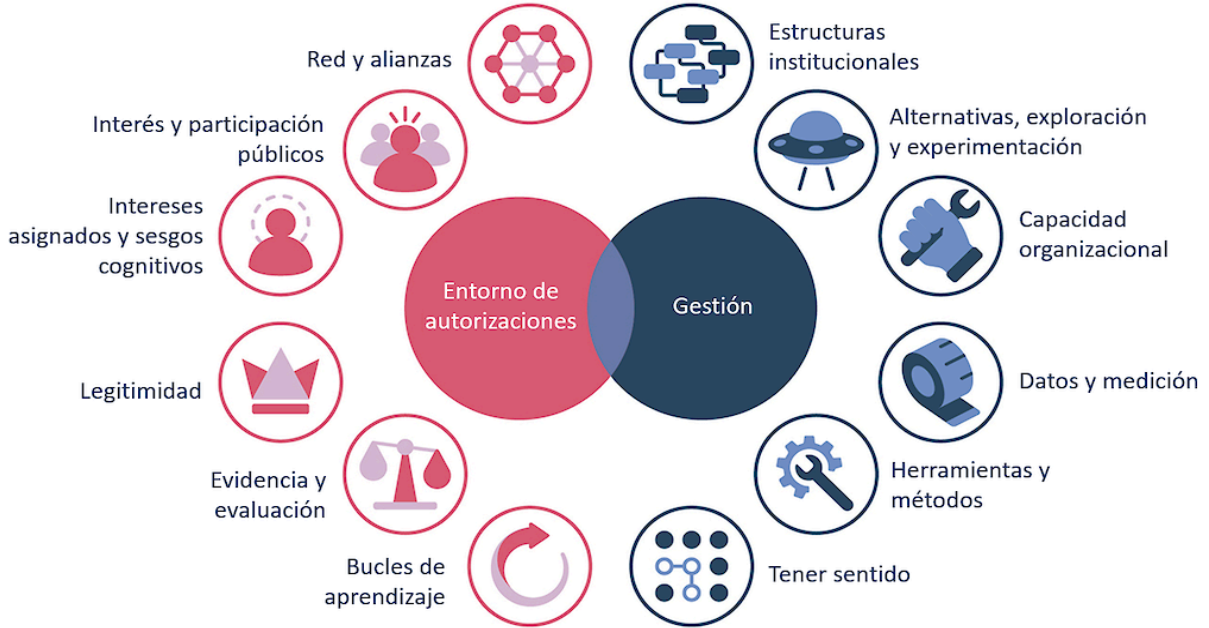 Red y alianzas
Interés y participación
públicos
Intereses
asignados y sesgos
cognitivos
Legitimidad
Evidencia y
evaluación
Bucles de
aprendizaje
Entorno de
autorizaciones
Gestión
Estructuras
institucionales
Alternativas, exploración
y experimentación
Capacidad
organizacional
Datos y medición
Herramientas y
métodos
Tener sentido